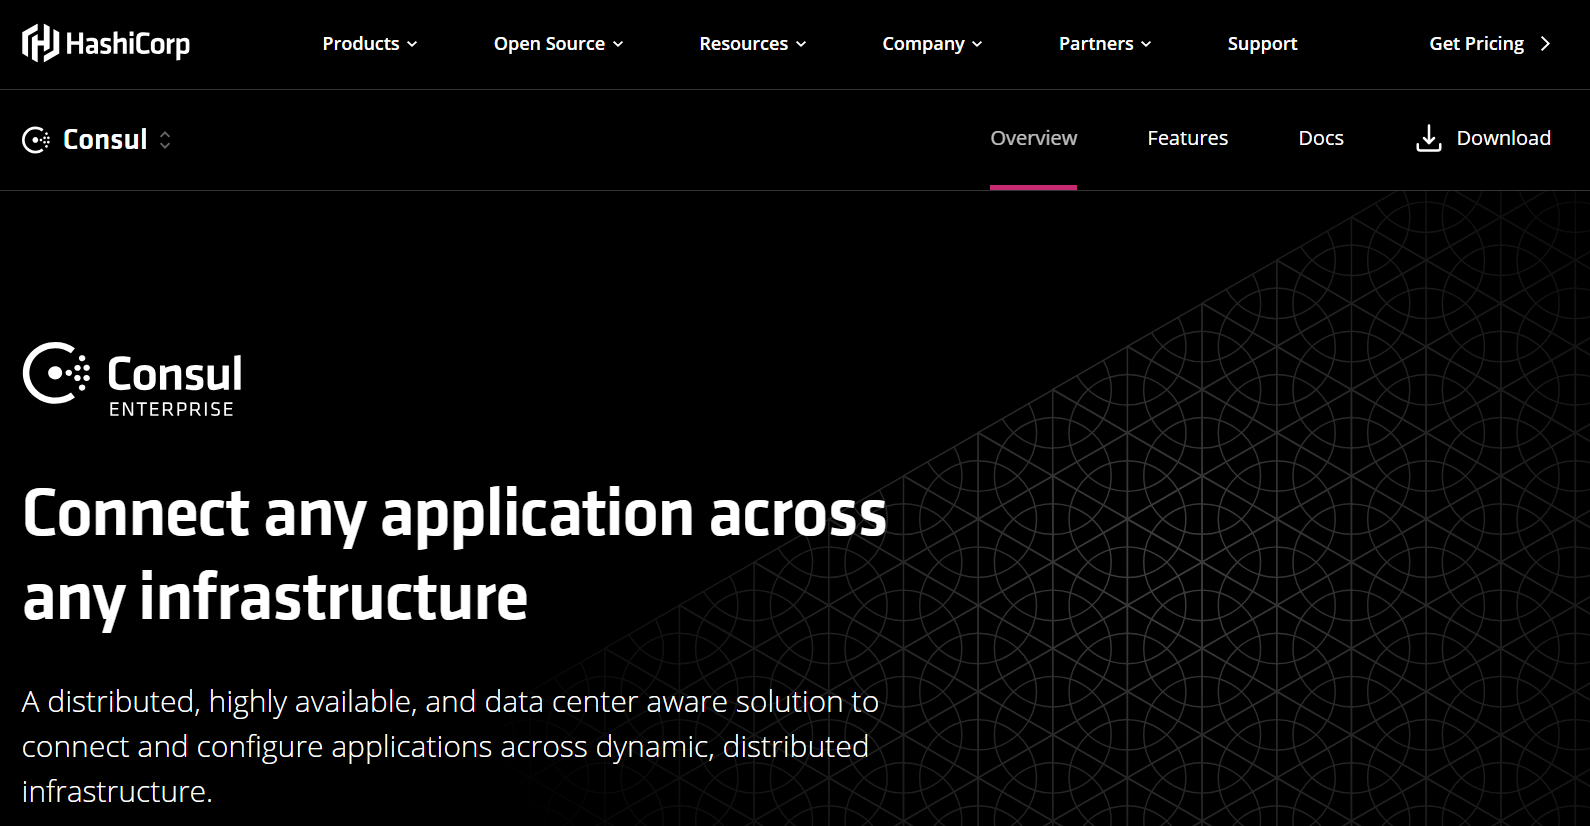 HashiCorp Products Open Source Resources Company Partners Support Get Pricing
Consul Overview Features Docs Download
Consul
ENTERPRISE
Connect any application across
any infrastructure
A distributed, highly available, and data center aware solution to
connect and configure applications across dynamic, distributed
infrastructure.